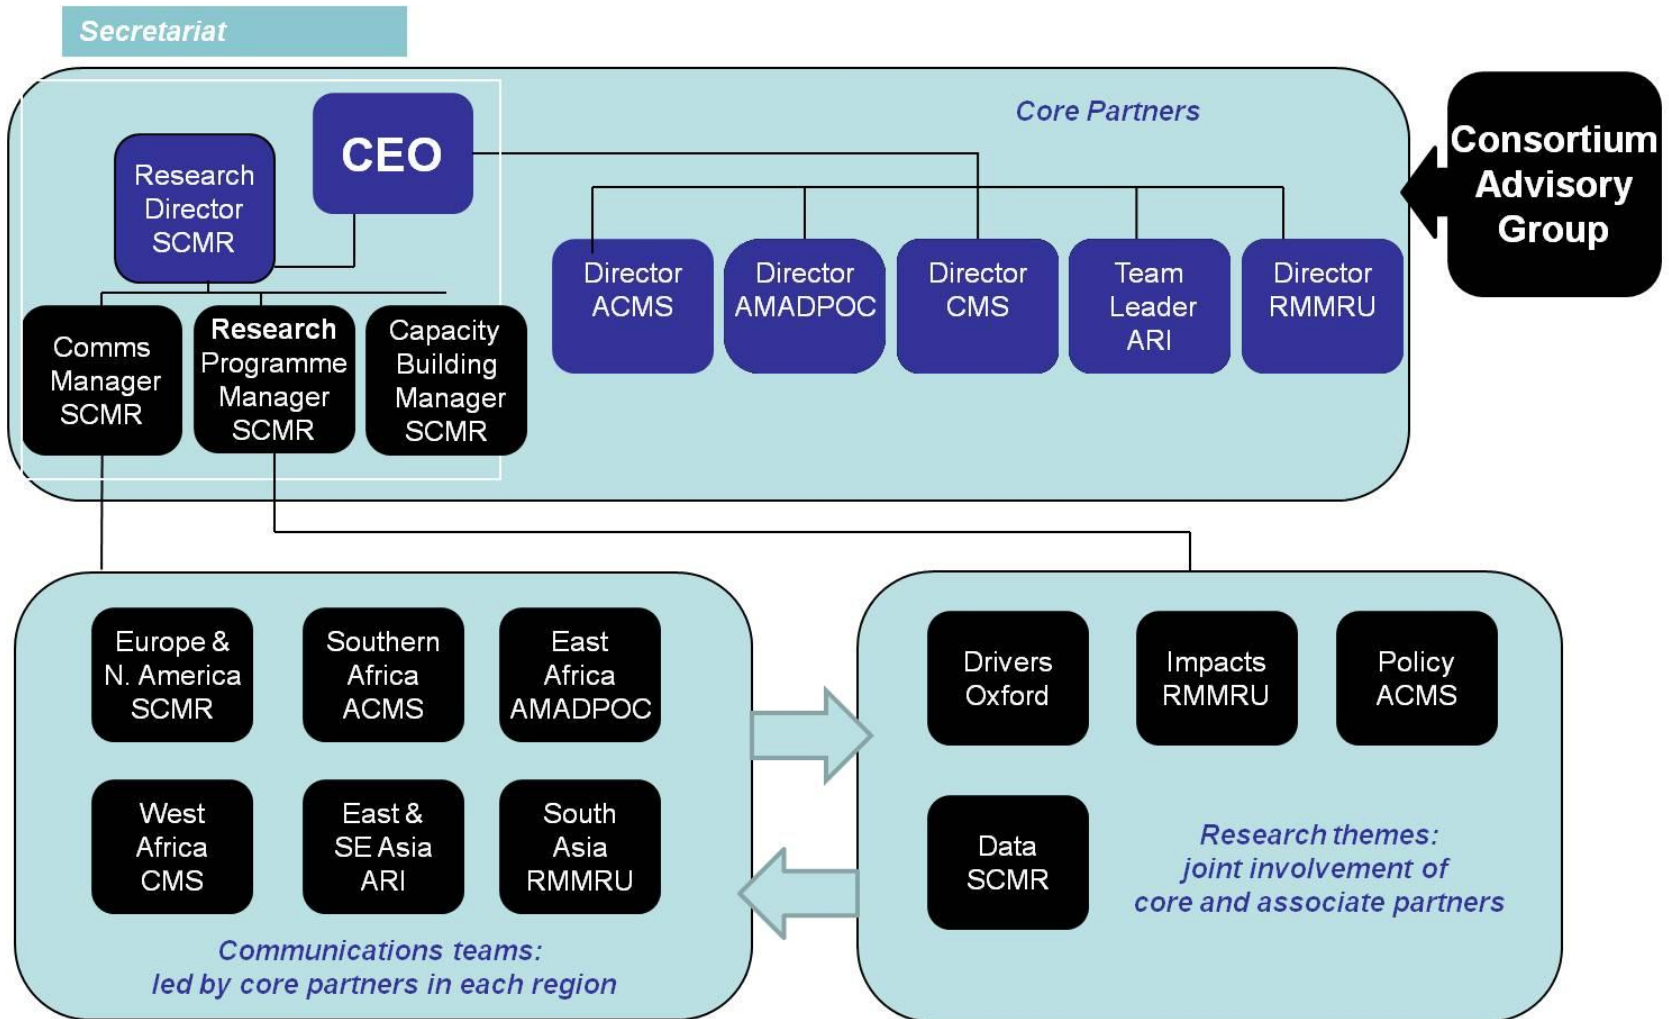 Secretariat
Core Partners
CEO
Research
Director
SCMR
Consortium
Advisory
Group
Director
ACMS
Director
AMADPOC
Director
CMS
Team
Leader
ARI
Director
RMMRU
Comms
Manager
SCMR
Research
Programme
Manager
SCMR
Capacity
Building
Manager
SCMR
Europe &
N. America
SCMR
Southern
Africa
ACMS
East
Africa
AMADPOC
West
Africa
CMS
East &
SE Asia
ARI
South
Asia
RMMRU
Communications teams:
led by core partners in each region
Drivers
Oxford
Impacts
RMMRU
Policy
ACMS
Data
SCMR
Research themes:
joint involvement of
core and associate partners